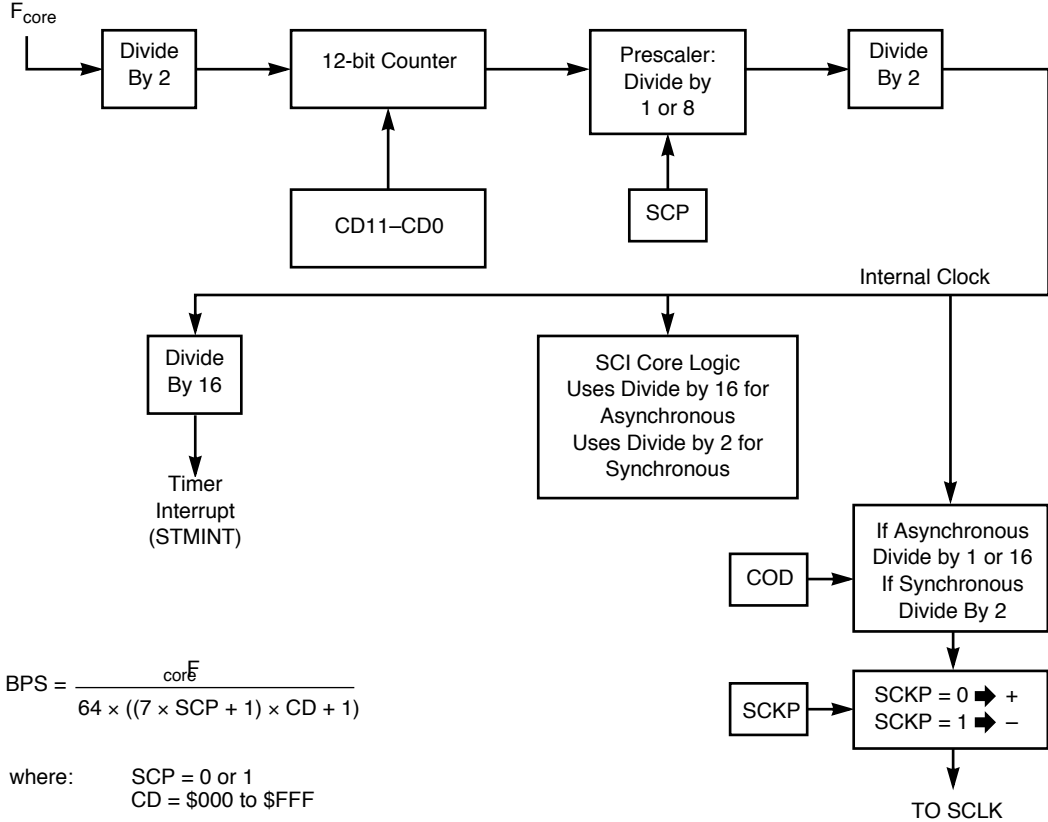 F core
Divide
By 2
12-bit Counter
Prescaler:
Divide by
1 or 8
Divide
By 2
CD11–CD0
SCP
Internal Clock
Divide
By 16
SCI Core Logic
Uses Divide by 16 for
Asynchronous
Uses Divide by 2 for
Synchronous
Timer
Interrupt
(STMINT)
If Asynchronous
Divide by 1 or 16
If Synchronous
Divide By 2
COD
BPS = core F
64 × ((7 × SCP + 1) × CD + 1)
SCKP
SCKP = 0 ➡ +
SCKP = 1 ➡ –
where: SCP = 0 or 1
CD = $000 to $FFF
TO SCLK